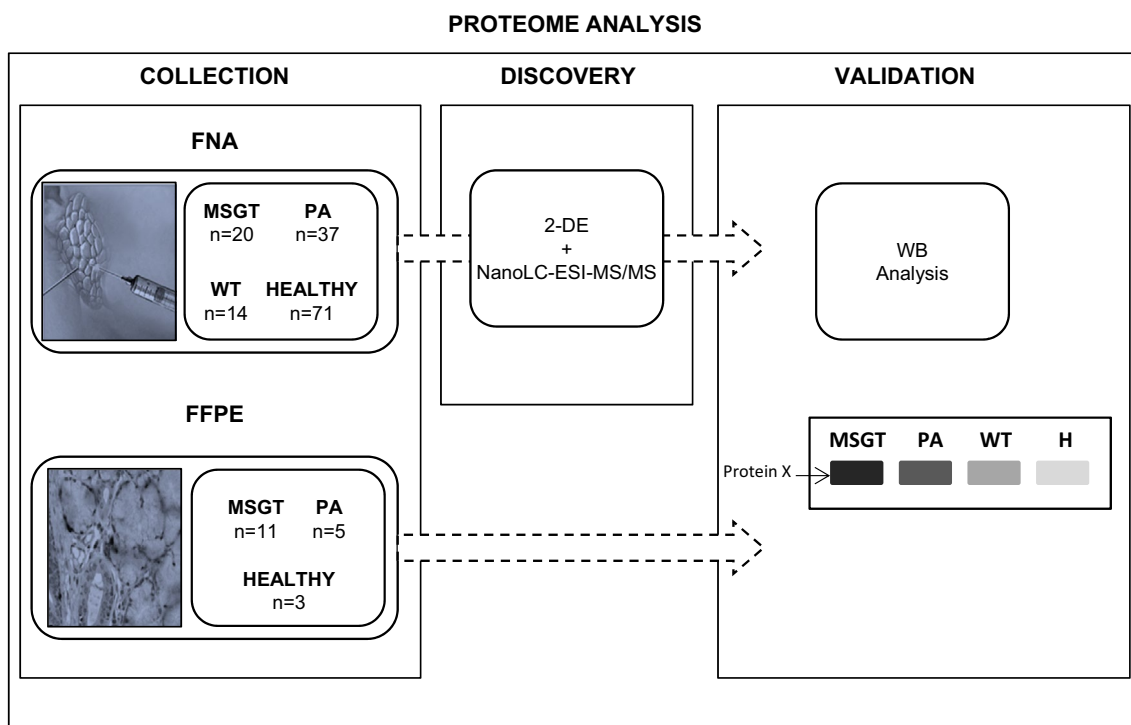 PROTEOME ANALYSIS
COLLECTION
DISCOVERY
VALIDATION
FNA
MSGT PA
n=20 n=37
WT HEALTHY
n=14 n=71
2-DE
+
NanoLC-ESI-MS/MS
WB
Analysis
FFPE
MSGT PA
n=11 n=5
HEALTHY
n=3
MSGT PA WT H
Protein X